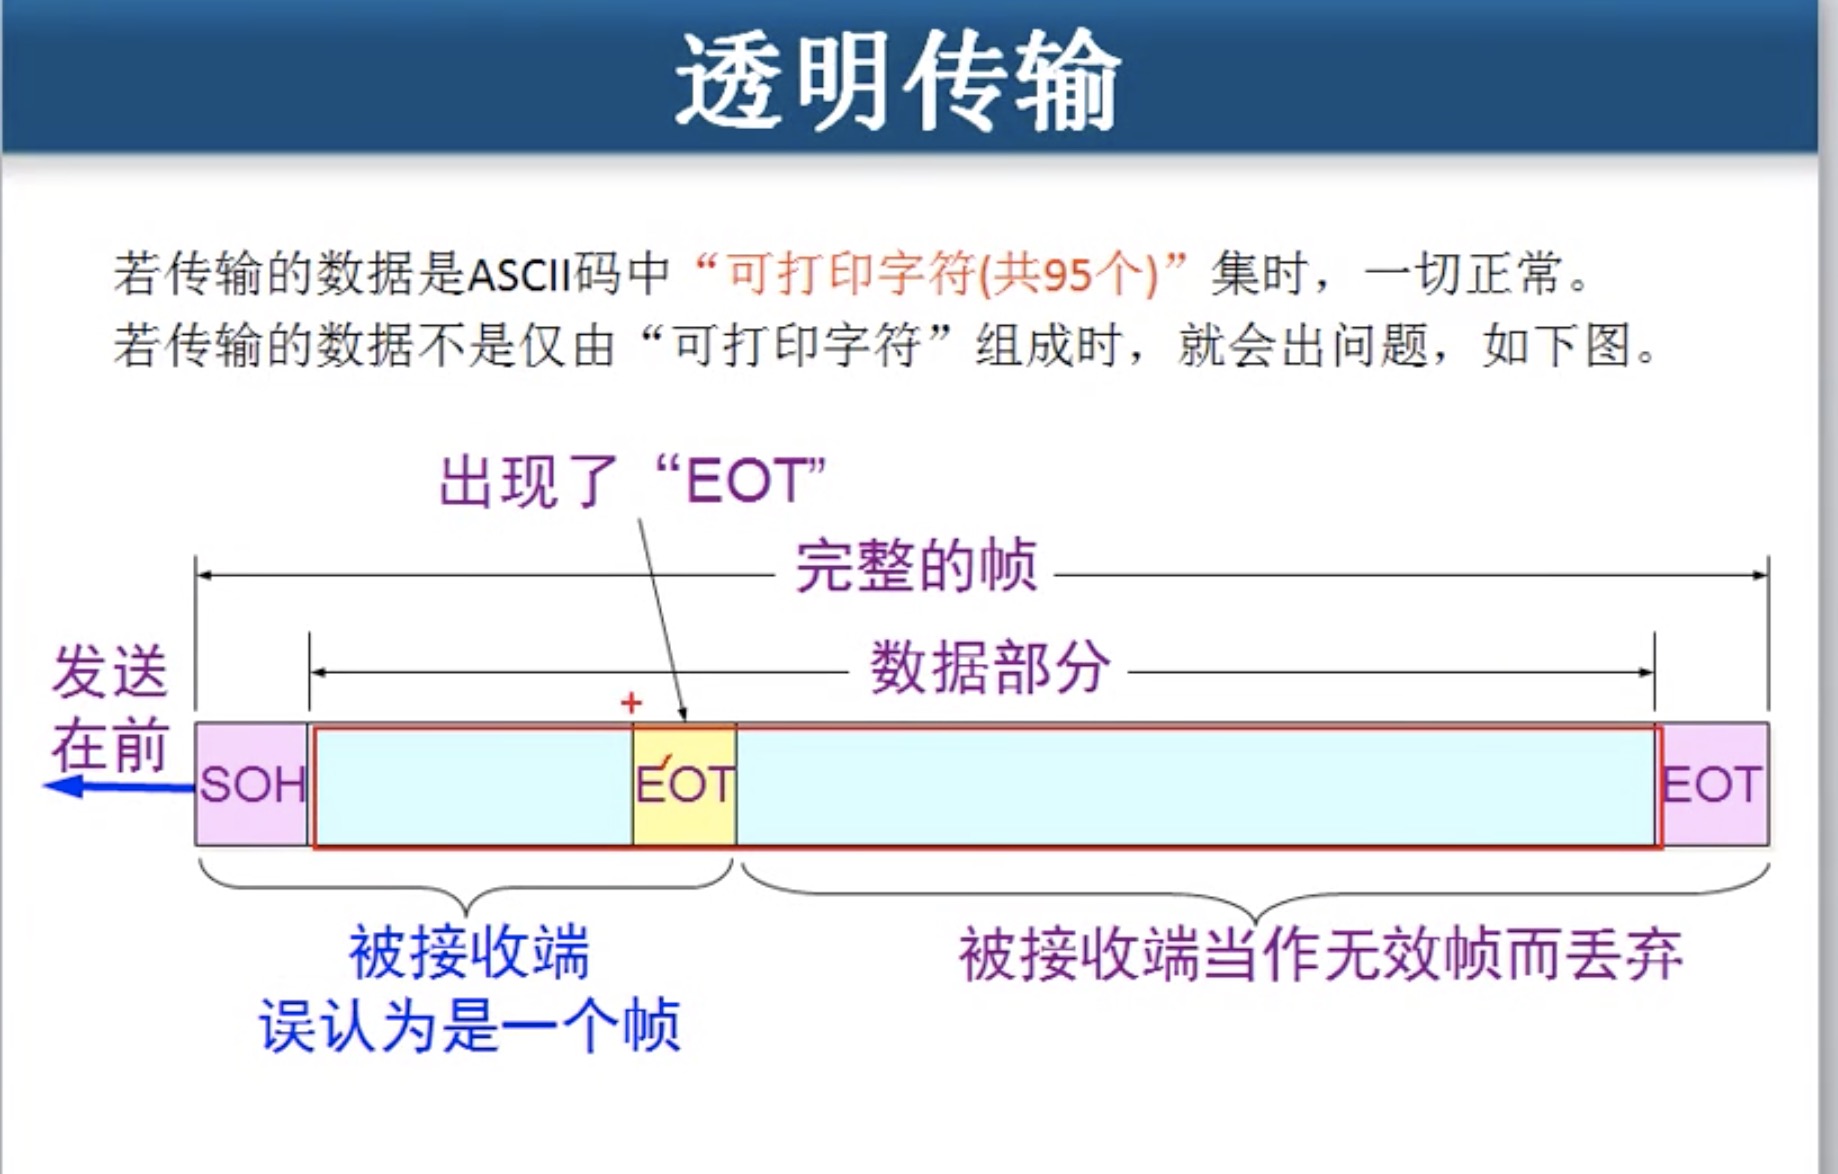 透明传输
若传输的数据是ASCII码中“可打印字符(共95个)”集时，一切正常。
若传输的数据不是仅由“可打印字符”组成时，就会出问题，如下图。
出现了“EOT”
完整的帧
数据部分
发送
在前
SOH
EOT
EOT
被接收端
误认为是一个帧
被接收端当作无效帧而丢弃